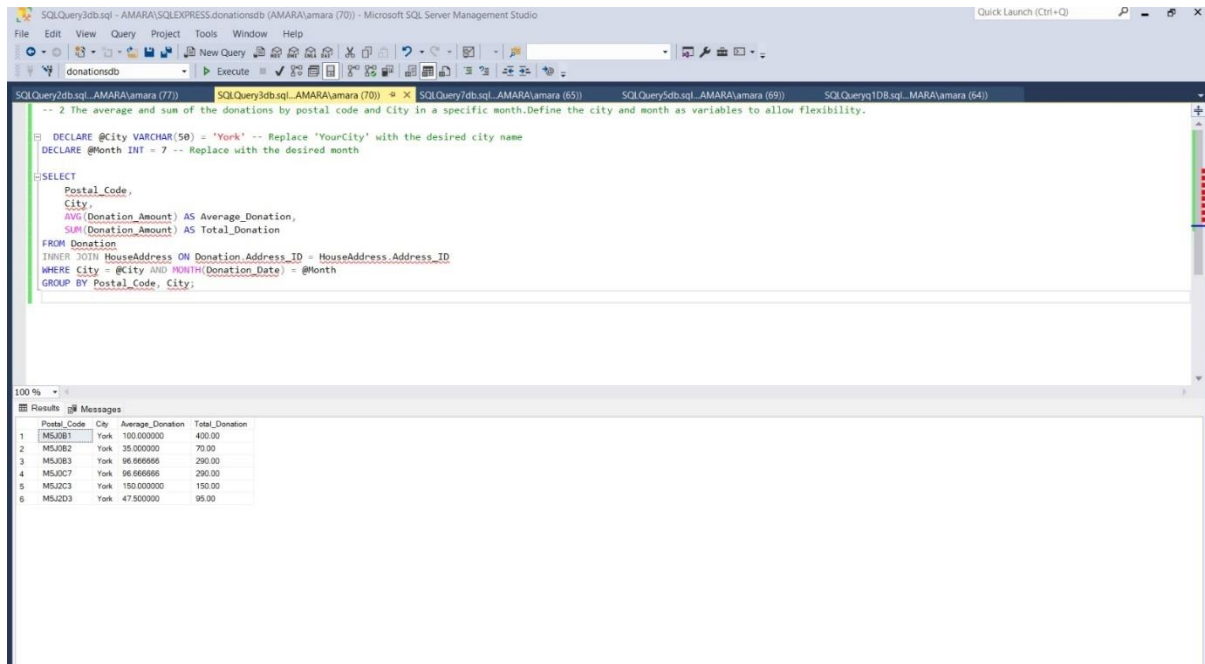 SQLQuery3db.sql - AMARA\SQLEXPRESS.donationsdb (AMARA\amara (70)) - Microsoft SQL Server Management Studio
Quick Launch (Ctrl+Q)
File Edit View Query Project Tools Window Help
New Query
donationsdb Execute
SQLQuery2db.sql...AMARA\amara (77)) SQLQuery3db.sql...AMARA\amara (70)) SQLQuery7db.sql...AMARA\amara (65)) SQLQuery5db.sql...AMARA\amara (69)) SQLQueryq1DB.sql...MARA\amara (64))
-- 2 The average and sum of the donations by postal code and City in a specific month.Define the city and month as variables to allow flexibility.
DECLARE @City VARCHAR(50) = 'York' -- Replace 'YourCity' with the desired city name
DECLARE @Month INT = 7 -- Replace with the desired month
SELECT
Postal_Code,
City,
AVG(Donation_Amount) AS Average_Donation,
SUM(Donation_Amount) AS Total_Donation
FROM Donation
INNER JOIN HouseAddress ON Donation.Address_ID = HouseAddress.Address_ID
WHERE City = @City AND MONTH(Donation_Date) = @Month
GROUP BY Postal_Code, City;
100 %
Results Messages
Postal_Code City Average_Donation Total_Donation
1 M5J0B1 York 100.000000 400.00
2 M5J0B2 York 35.000000 70.00
3 M5J0B3 York 96.666666 290.00
4 M5J0C7 York 96.666666 290.00
5 M5J2C3 York 150.000000 150.00
6 M5J2D3 York 47.500000 95.00